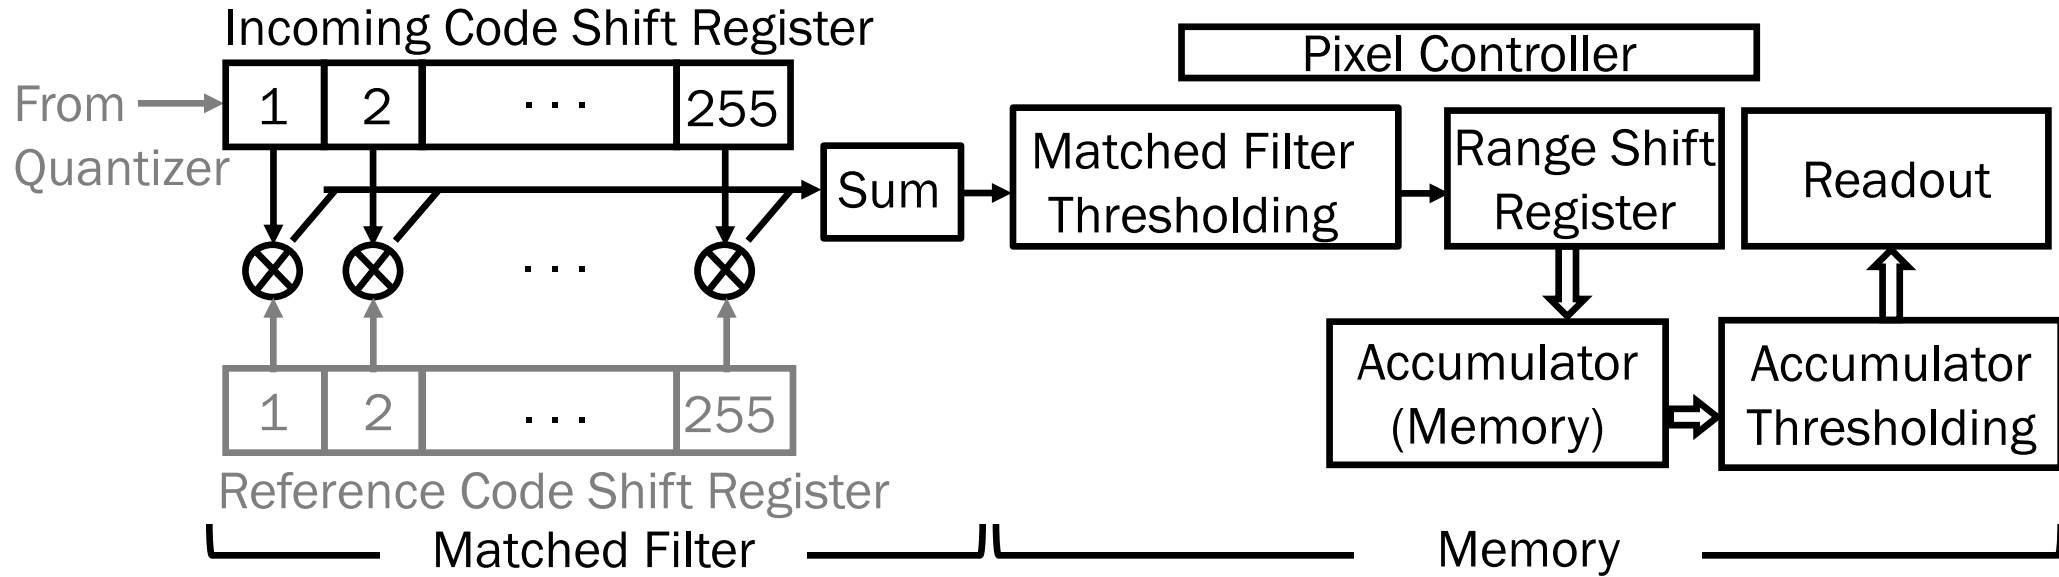 Incoming Code Shift Register
From
Quantizer
1 2 . . . 255
. . .
1 2 . . . 255
Reference Code Shift Register
Sum
Matched Filter
Pixel Controller
Matched Filter
Thresholding
Range Shift
Register
Readout
Accumulator
(Memory)
Accumulator
Thresholding
Memory